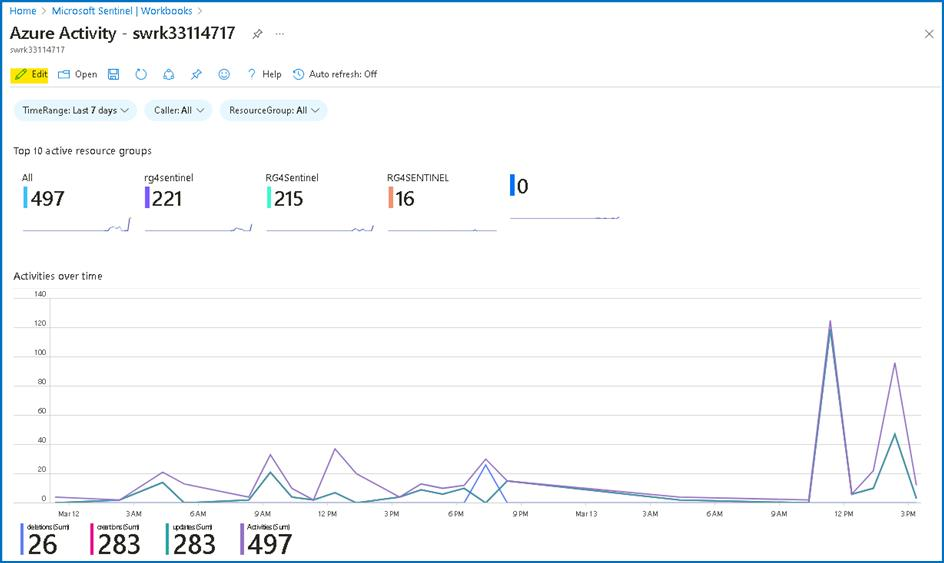 Home > Microsoft Sentinel | Workbooks >
Azure Activity - swrk33114717 ...
swrk33114717
Edit Open Help Auto refresh: Off
TimeRange: Last 7 days Caller: All ResourceGroup: All
Top 10 active resource groups
All rg4sentinel RG4Sentinel RG4SENTINEL
497 221 215 16 0
Activities over time
140
120
100
80
60
40
20
0
Mar 12 3 AM 6 AM 9 AM 12 PM 3 PM 6 PM 9 PM Mar 13 3 AM 6 AM 9 AM 12 PM 3 PM
deletions (Sum) creations (Sum) updates (Sum) Activities (Sum)
26 283 283 497